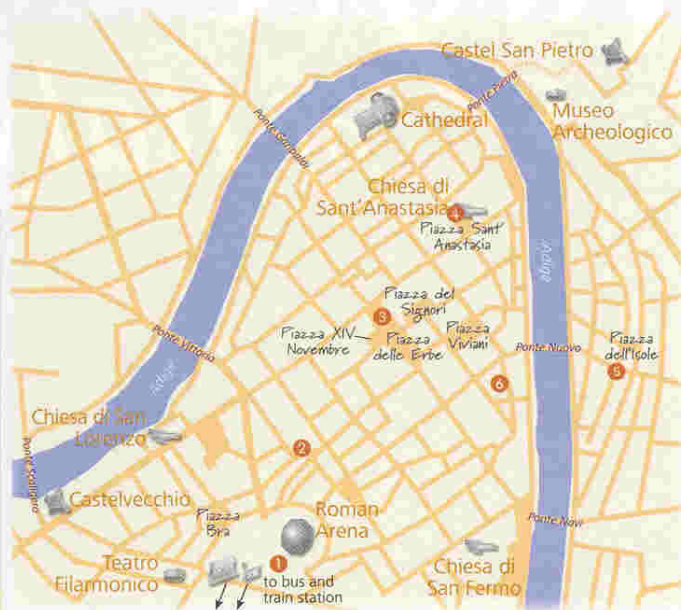 Castel San Pietro
Ponte Pietra
Museo
Archeologico
Ponte Garibaldi
Cathedral
Chiesa di
Sant'Anastasia
4
Piazza Sant'
Anastasia
Adige
Piazza dei
Signori
3
Piazza XIV
Novembre
Piazza
delle Erbe
Piazza
Viviani
Ponte Nuovo
Piazza
dell'Isole
5
6
Ponte Vittoria
Adige
Chiesa di San
Lorenzo
2
Ponte Scaligero
Castelvecchio
Piazza
Bra
Roman
Arena
Ponte Navi
Teatro
Filarmonico
1
to bus and
train station
Chiesa di
San Fermo